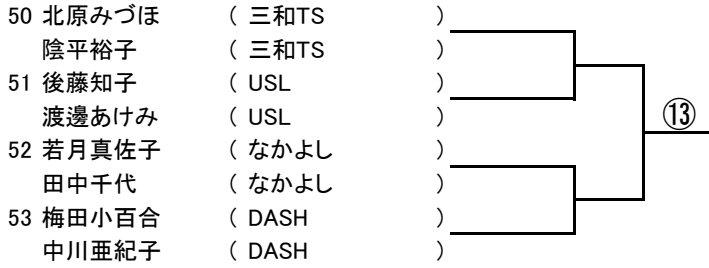 50 北原みづほ ( 三和TS )
陰平裕子 ( 三和TS )
51 後藤知子 ( USL )
渡邊あけみ ( USL )
⑬
52 若月真佐子 ( なかよし )
田中千代 ( なかよし )
53 梅田小百合 ( DASH )
中川亜紀子 ( DASH )